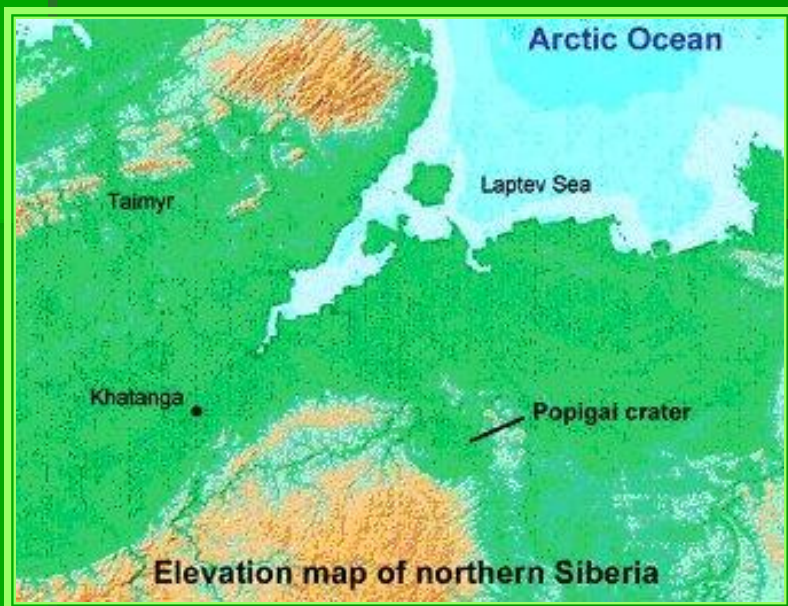 Arctic Ocean
Laptev Sea
Taimyr
Khatanga
Popigai crater
Elevation map of northern Siberia